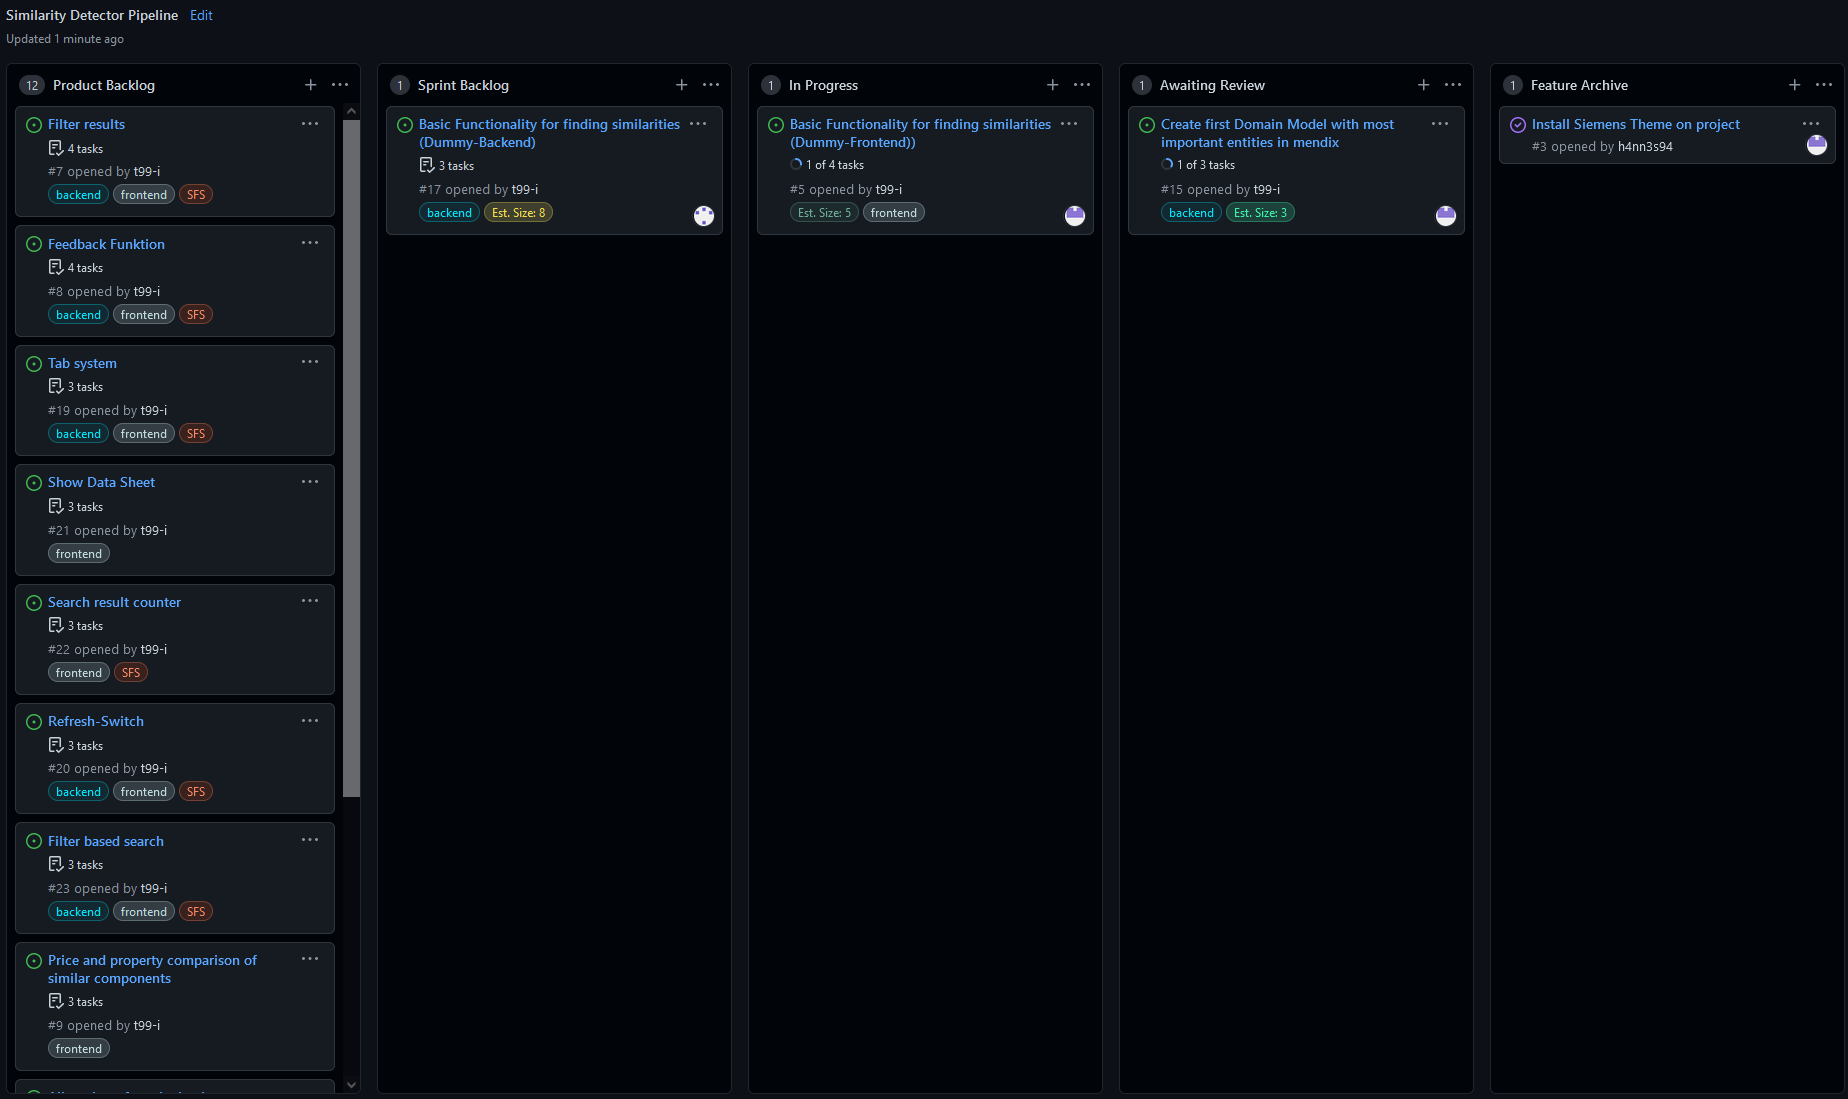 Similarity Detector Pipeline Edit
Updated 1 minute ago
12 Product Backlog
Filter results
4 tasks
#7 opened by t99-i
backend frontend SFS
Feedback Funktion
4 tasks
#8 opened by t99-i
backend frontend SFS
Tab system
3 tasks
#19 opened by t99-i
backend frontend SFS
Show Data Sheet
3 tasks
#21 opened by t99-i
frontend
Search result counter
3 tasks
#22 opened by t99-i
frontend SFS
Refresh-Switch
3 tasks
#20 opened by t99-i
backend frontend SFS
Filter based search
3 tasks
#23 opened by t99-i
backend frontend SFS
Price and property comparison of
similar components
3 tasks
#9 opened by t99-i
frontend
1 Sprint Backlog
Basic Functionality for finding similarities
(Dummy-Backend)
3 tasks
#17 opened by t99-i
backend Est. Size: 8
1 In Progress
Basic Functionality for finding similarities
(Dummy-Frontend))
1 of 4 tasks
#5 opened by t99-i
Est. Size: 5 frontend
1 Awaiting Review
Create first Domain Model with most
important entities in mendix
1 of 3 tasks
#15 opened by t99-i
backend Est. Size: 3
1 Feature Archive
Install Siemens Theme on project
#3 opened by h4nn3s94